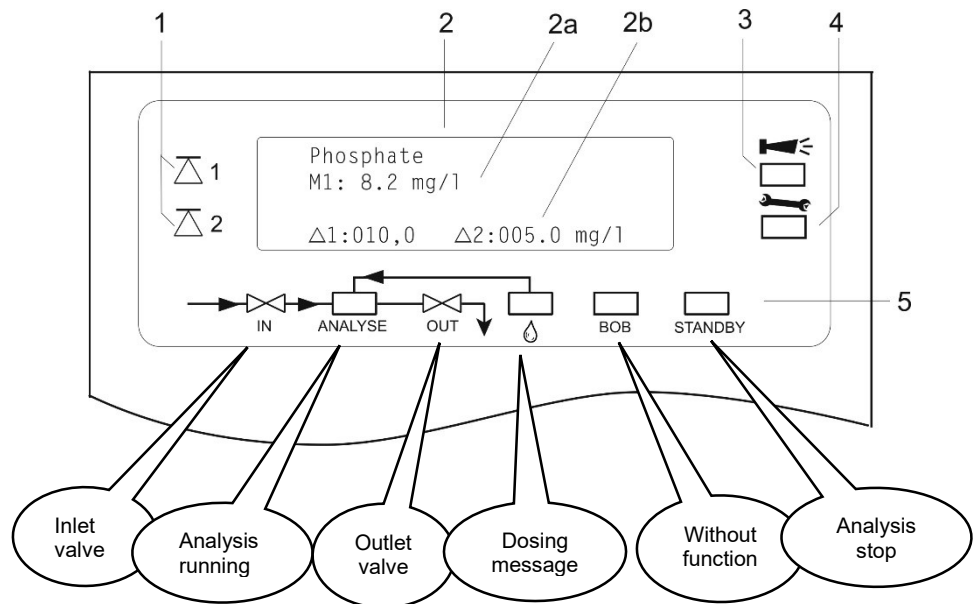 1
2
2a
2b
3
4
Phosphate
M1: 8.2 mg/l
△1:010,0 △2:005.0 mg/l
1
2
5
IN
ANALYSE
OUT
BOB
STANDBY
Inlet
valve
Analysis
running
Outlet
valve
Dosing
message
Without
function
Analysis
stop